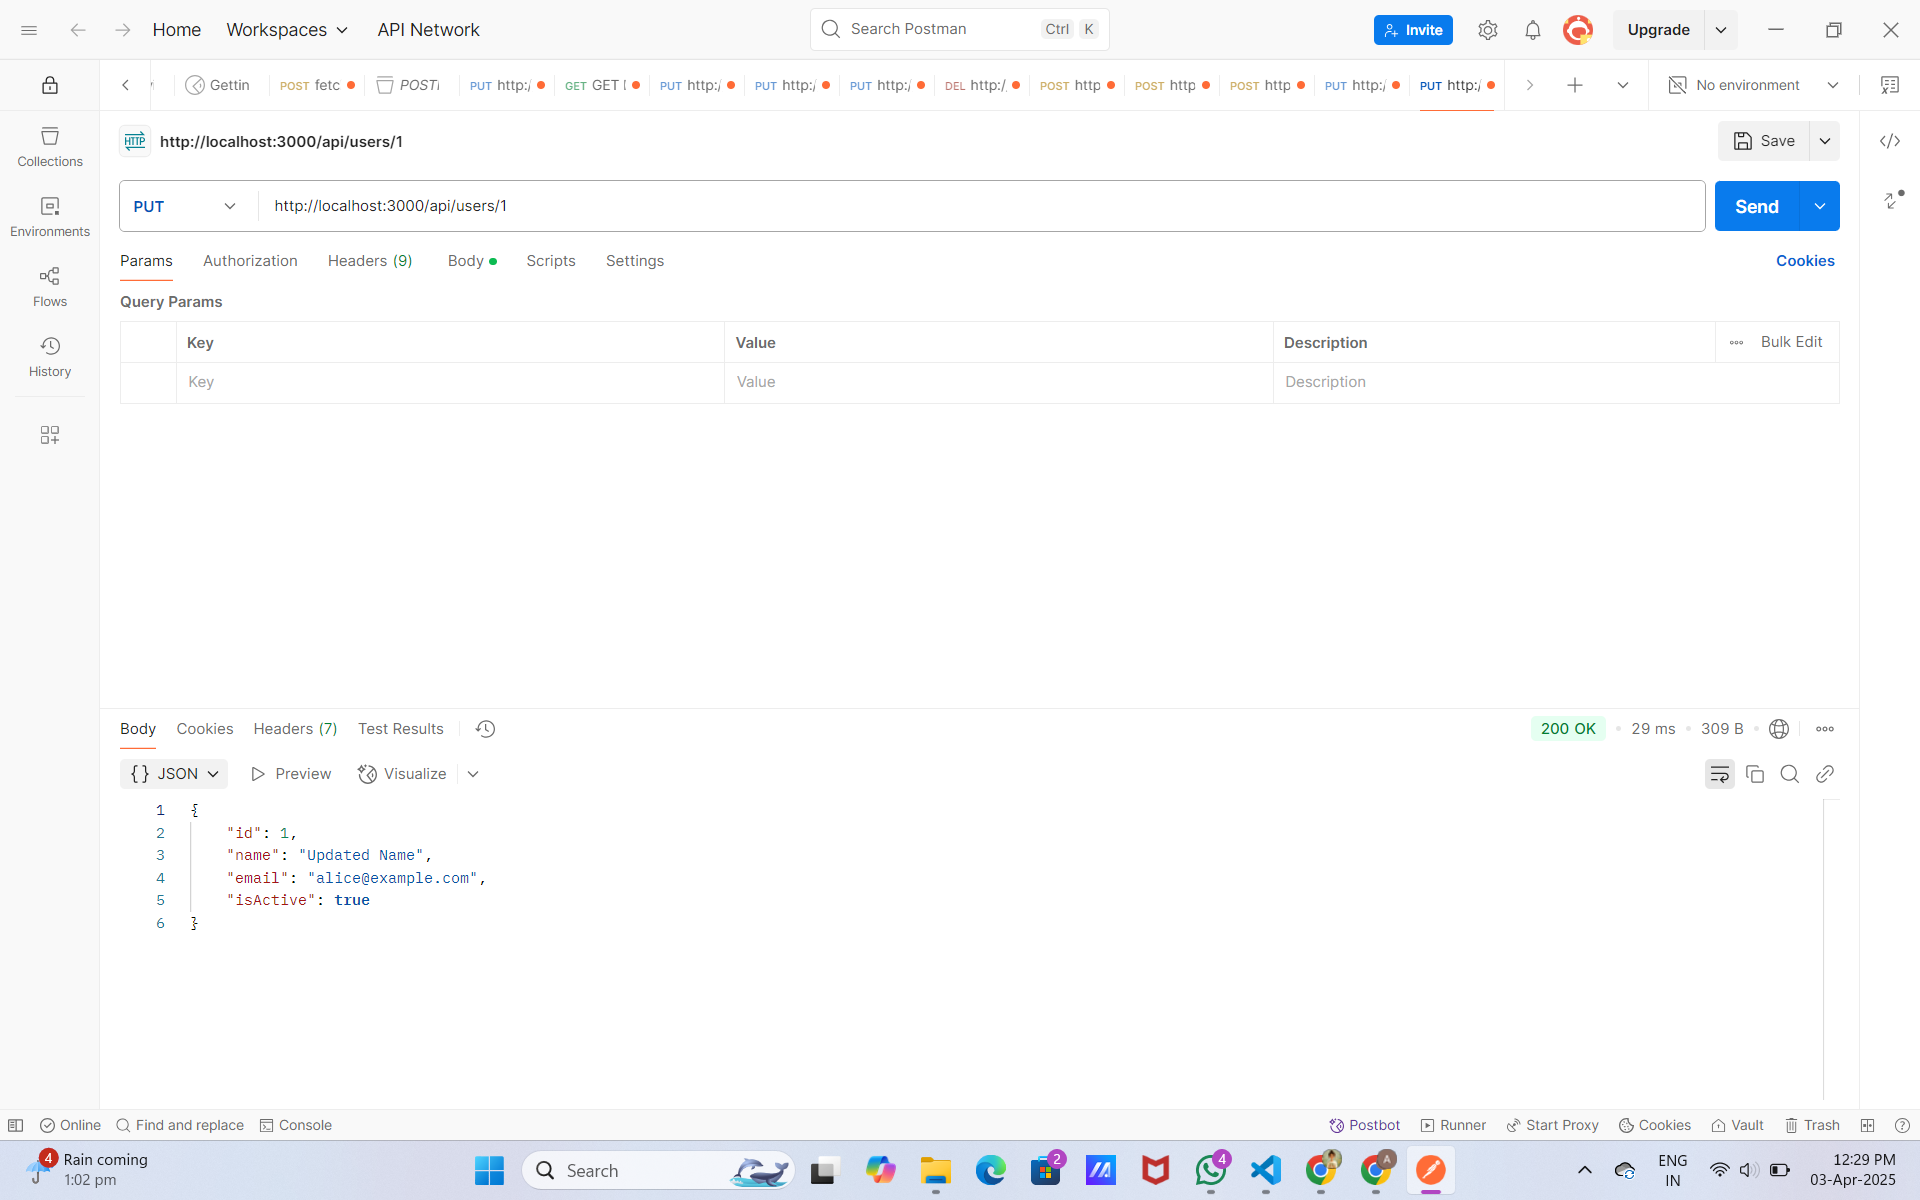 Home Workspaces API Network Search Postman Ctrl K Invite Upgrade
Gettin POST fetc POSTi PUT http:/ GET GET PUT http:/ PUT http:/ PUT http:/ DEL http:/ POST http POST http POST http PUT http:/ PUT http:/ No environment
HTTP http://localhost:3000/api/users/1 Save
Collections
PUT http://localhost:3000/api/users/1 Send
Environments
Params Authorization Headers (9) Body Scripts Settings Cookies
Flows
Query Params
Key Value Description Bulk Edit
History
Key Value Description
Body Cookies Headers (7) Test Results 200 OK 29 ms 309 B
{} JSON Preview Visualize
1 {
2 "id": 1,
3 "name": "Updated Name",
4 "email": "alice@example.com",
5 "isActive": true
6 }
Online Find and replace Console Postbot Runner Start Proxy Cookies Vault Trash
4 Rain coming
1:02 pm
Search 2 4 A
ENG
IN
12:29 PM
03-Apr-2025